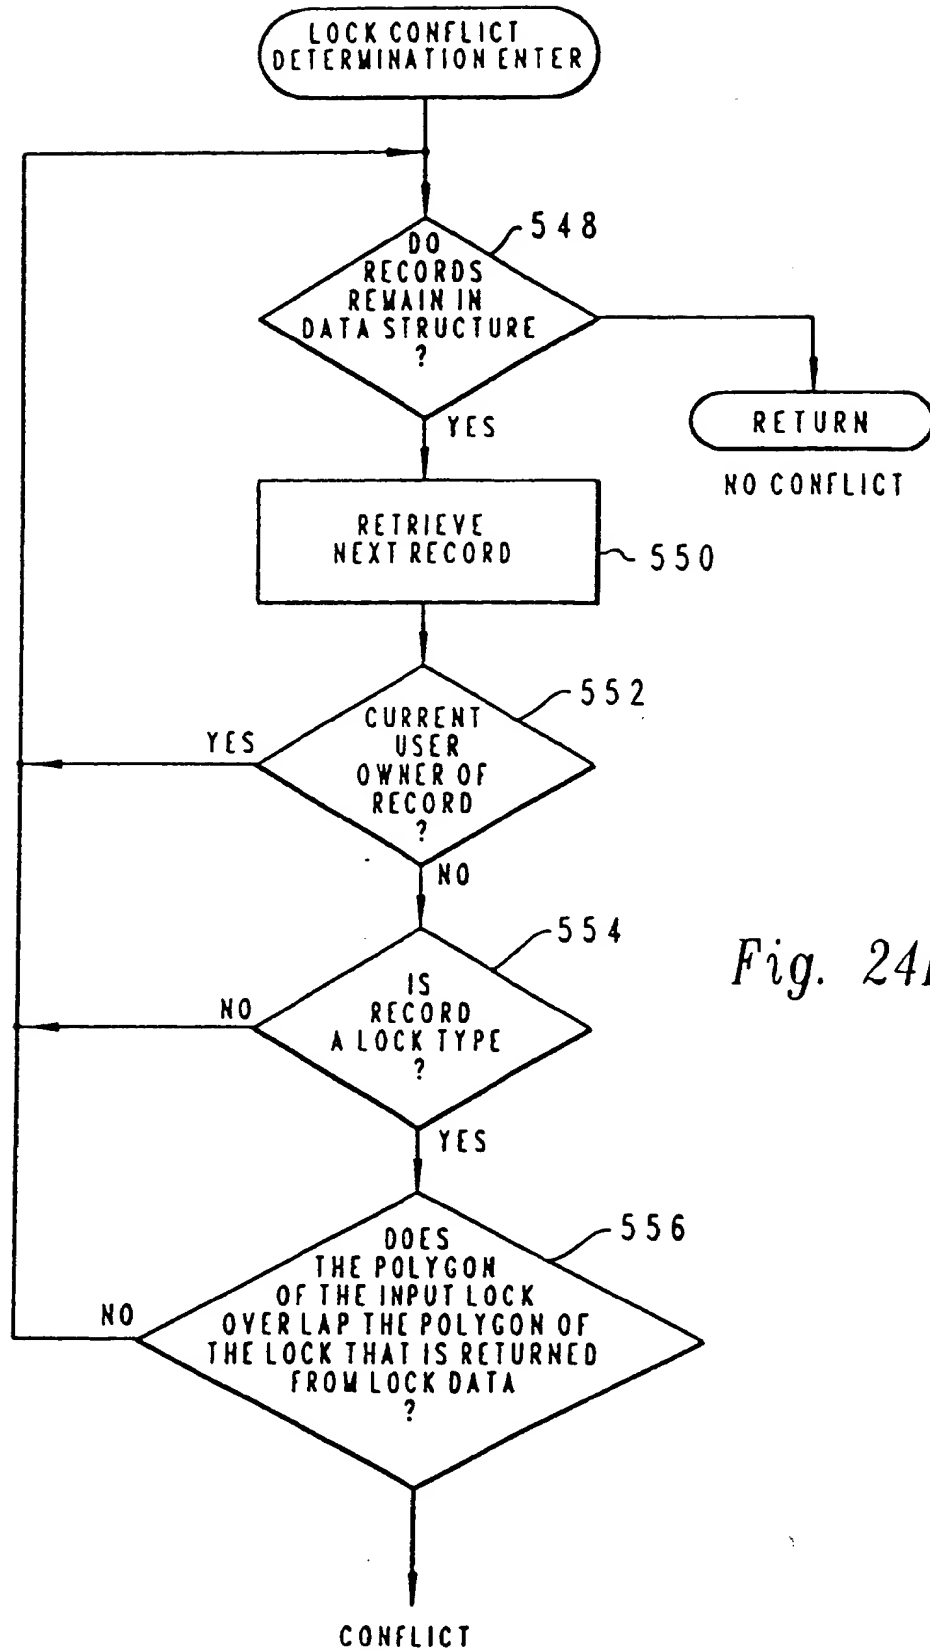 LOCK CONFLICT
DETERMINATION ENTER
548
DO
RECORDS
REMAIN IN
DATA STRUCTURE
?
YES
RETURN
NO CONFLICT
RETRIEVE
NEXT RECORD
550
552
CURRENT
USER
OWNER OF
RECORD
?
YES
NO
554
IS
RECORD
A LOCK TYPE
?
NO
YES
Fig.
556
DOES
THE POLYGON
OF THE INPUT LOCK
OVERLAP THE POLYGON OF
THE LOCK THAT IS RETURNED
FROM LOCK DATA
?
NO
CONFLICT